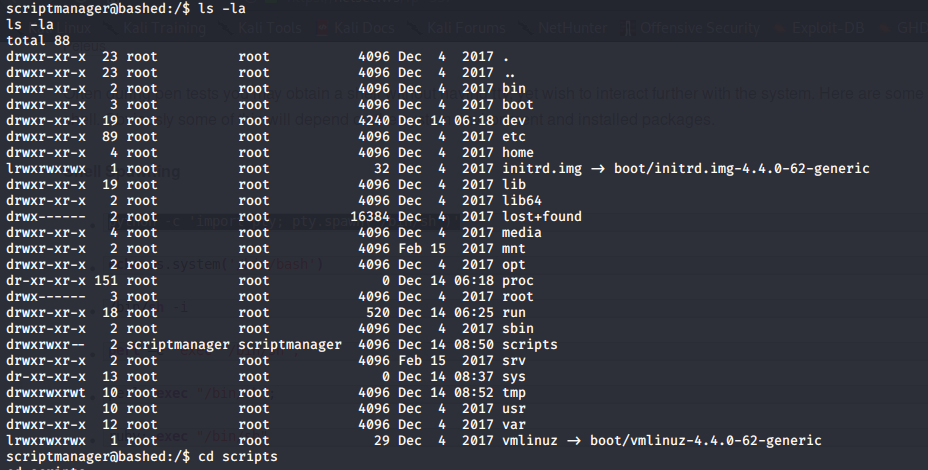 scriptmanager@bashed:/$ ls -la
ls -la
Kali Training Kali Tools Kali Docs Kali Forums NetHunter Offensive Security Exploit-DB GHD
total 88
drwxr-xr-x 23 root root 4096 Dec 4 2017 .
drwxr-xr-x 23 root root 4096 Dec 4 2017 ..
drwxr-xr-x 2 root root 4096 Dec 4 2017 bin
drwxr-xr-x 3 root root 4096 Dec 4 2017 boot
drwxr-xr-x 19 root root 4240 Dec 14 06:18 dev
drwxr-xr-x 89 root root 4096 Dec 4 2017 etc
drwxr-xr-x 4 root root 4096 Dec 4 2017 home
lrwxrwxrwx 1 root root 32 Dec 4 2017 initrd.img -> boot/initrd.img-4.4.0-62-generic
drwxr-xr-x 19 root root 4096 Dec 4 2017 lib
drwxr-xr-x 2 root root 4096 Dec 4 2017 lib64
drwx------ 2 root root 16384 Dec 4 2017 lost+found
drwxr-xr-x 4 root root 4096 Dec 4 2017 media
drwxr-xr-x 2 root root 4096 Feb 15 2017 mnt
drwxr-xr-x 2 root root 4096 Dec 4 2017 opt
dr-xr-xr-x 151 root root 0 Dec 14 06:18 proc
drwx------ 3 root root 4096 Dec 4 2017 root
drwxr-xr-x 18 root root 520 Dec 14 06:25 run
drwxr-xr-x 2 root root 4096 Dec 4 2017 sbin
drwxrwxr-- 2 scriptmanager scriptmanager 4096 Dec 14 08:50 scripts
drwxr-xr-x 2 root root 4096 Feb 15 2017 srv
dr-xr-xr-x 13 root root 0 Dec 14 08:37 sys
drwxrwxrwt 10 root root 4096 Dec 14 08:52 tmp
drwxr-xr-x 10 root root 4096 Dec 4 2017 usr
drwxr-xr-x 12 root root 4096 Dec 4 2017 var
lrwxrwxrwx 1 root root 29 Dec 4 2017 vmlinuz -> boot/vmlinuz-4.4.0-62-generic
scriptmanager@bashed:/$ cd scripts
cd scripts